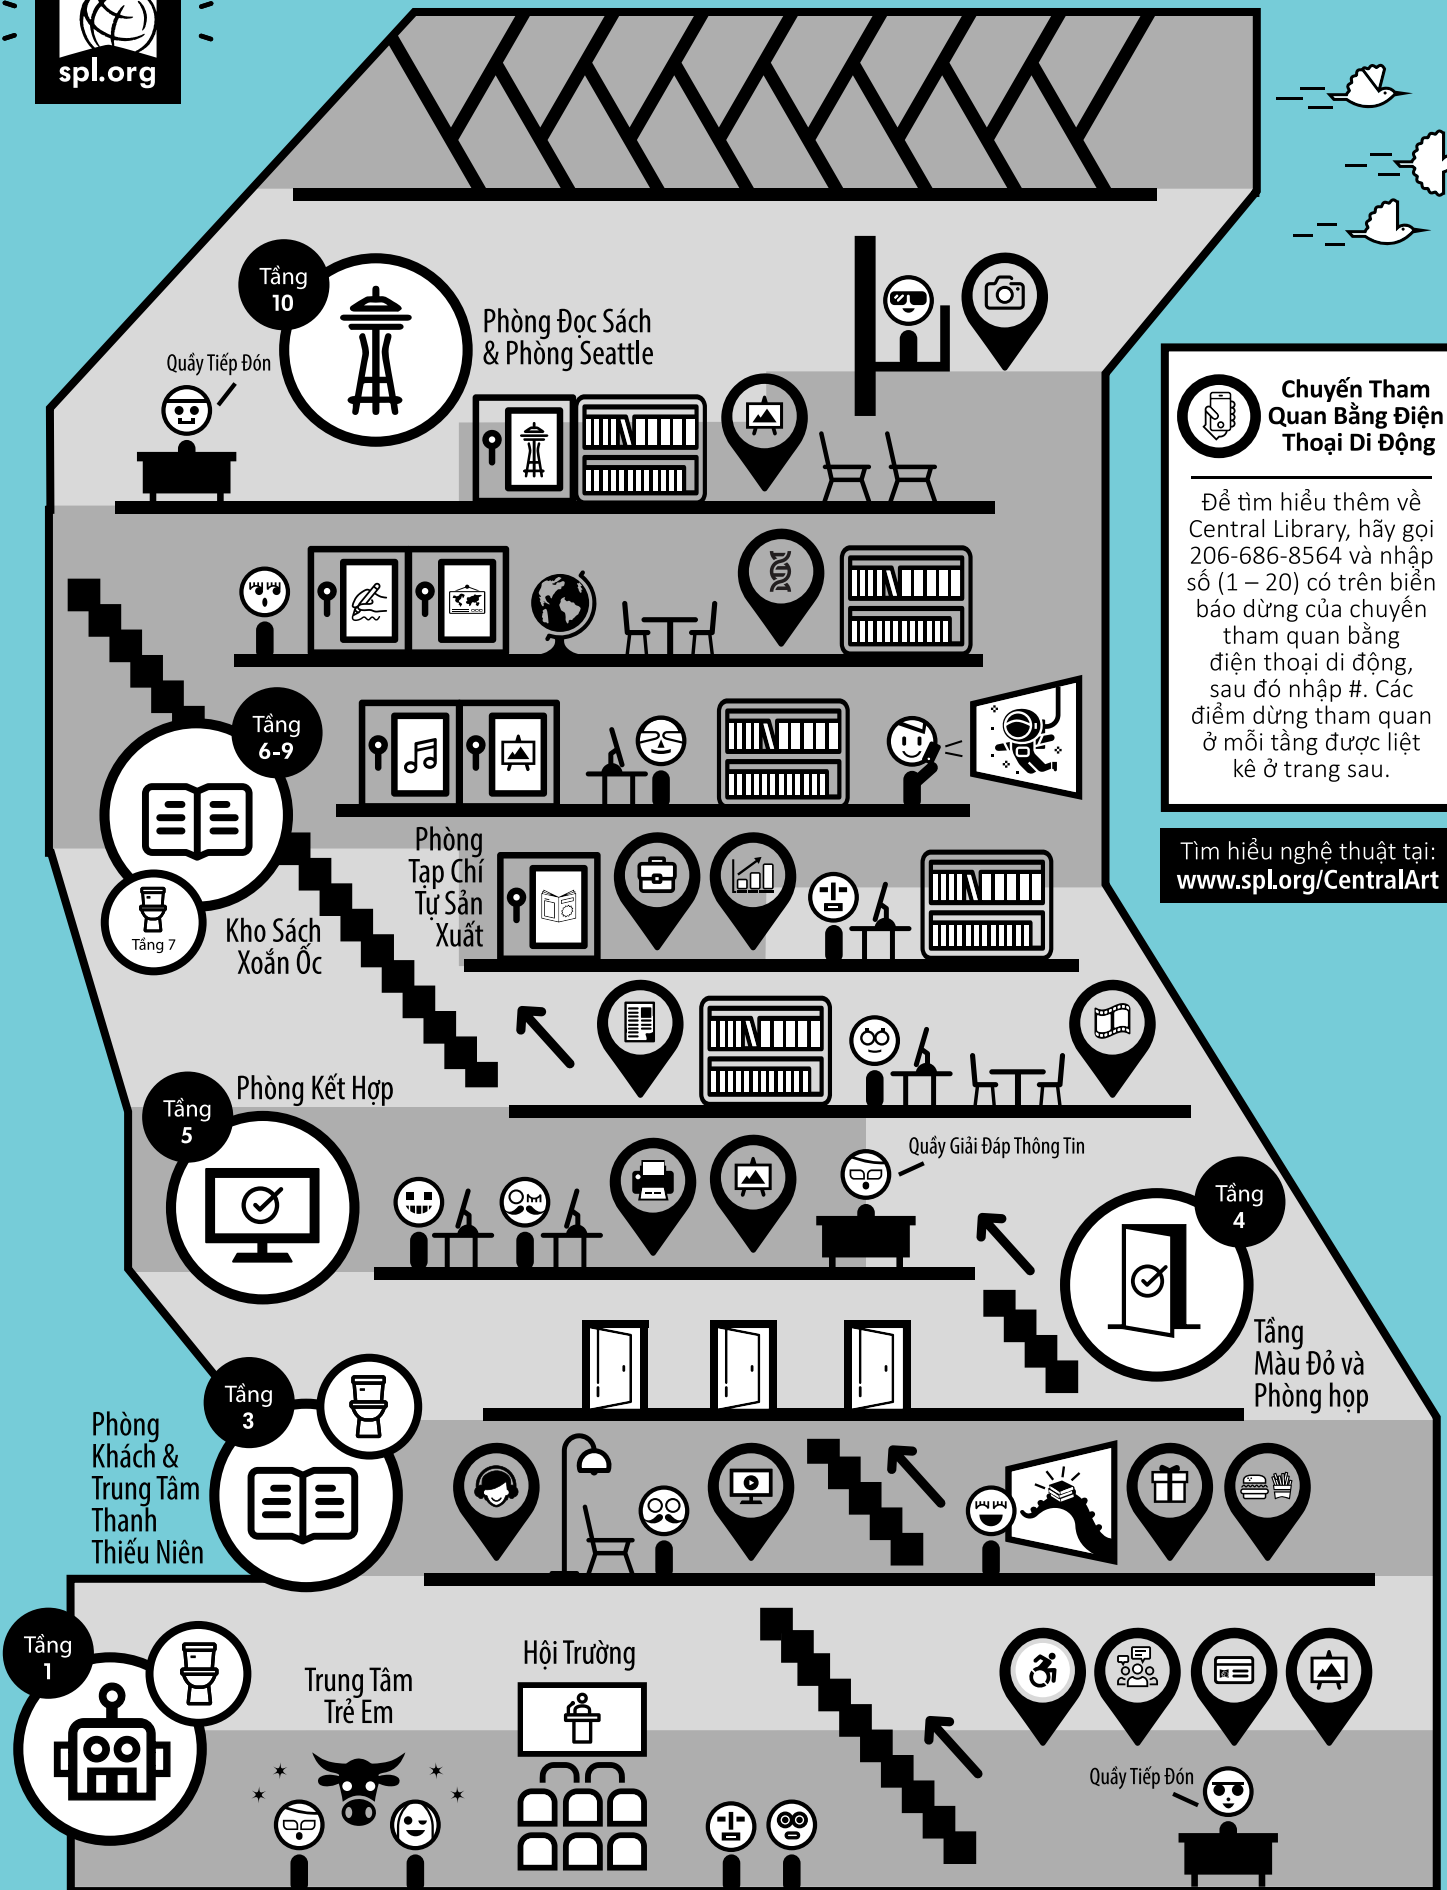 spl.org
Tầng
10
Phòng Đọc Sách
& Phòng Seattle
Quầy Tiếp Đón
Chuyến Tham
Quan Bằng Điện
Thoại Di Động
Để tìm hiểu thêm về
Central Library, hãy gọi
206-686-8564 và nhập
số (1 – 20) có trên biển
báo dừng của chuyến
tham quan bằng
điện thoại di động,
sau đó nhập #. Các
điểm dừng tham quan
ở mỗi tầng được liệt
kê ở trang sau.
Tìm hiểu nghệ thuật tại:
www.spl.org/CentralArt
Tầng
6-9
Tầng 7
Kho Sách
Xoắn Ốc
Phòng
Tạp Chí
Tự Sản
Xuất
Tầng
5
Phòng Kết Hợp
Quầy Giải Đáp Thông Tin
Tầng
4
Tầng
Màu Đỏ và
Phòng họp
Tầng
3
Phòng
Khách &
Trung Tâm
Thanh
Thiếu Niên
Tầng
1
Trung Tâm
Trẻ Em
Hội Trường
Quầy Tiếp Đón